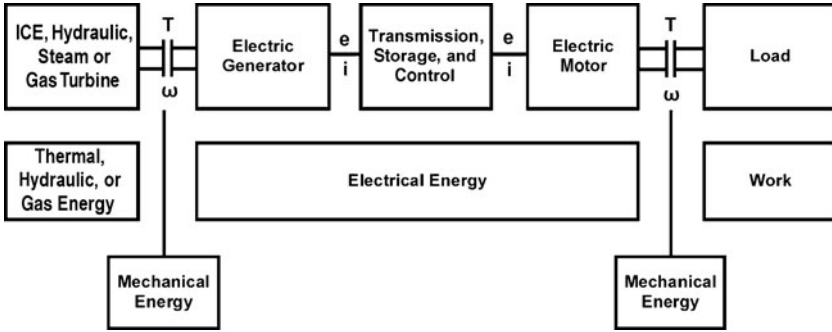 ICE, Hydraulic,
Steam or
Gas Turbine
T
ω
Electric
Generator
e
i
Transmission,
Storage, and
Control
e
i
Electric
Motor
T
ω
Load
Thermal,
Hydraulic, or
Gas Energy
Electrical Energy
Work
Mechanical
Energy
Mechanical
Energy